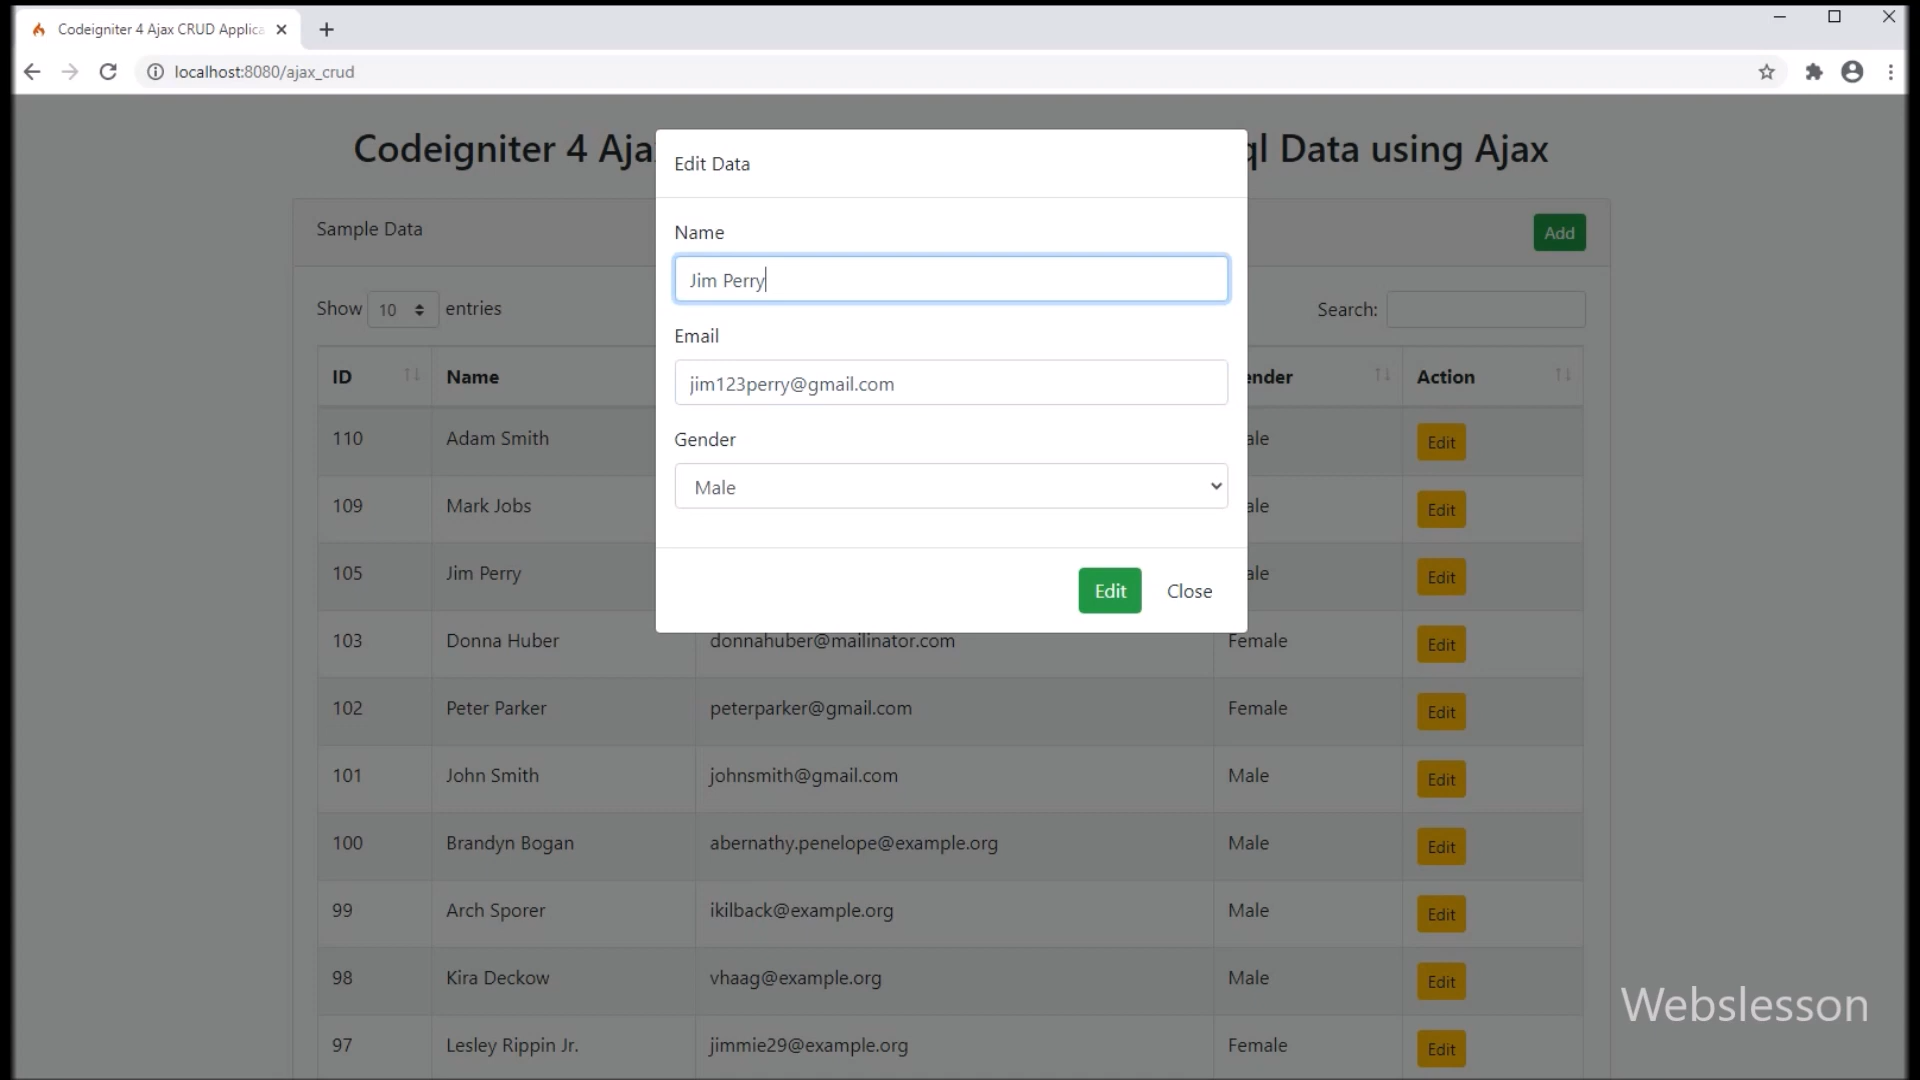 Codeigniter 4 Ajax CRUD Applica
localhost:8080/ajax_crud
Codeigniter 4 Aja ql Data using Ajax
Edit Data
Sample Data
Add
Name
Jim Perry
Show 10 entries
Search:
Email
jim123perry@gmail.com
ID Name ender Action
Gender
Male
110 Adam Smith ale Edit
109 Mark Jobs ale Edit
105 Jim Perry ale Edit
Edit Close
103 Donna Huber donnahuber@mailinator.com Female Edit
102 Peter Parker peterparker@gmail.com Female Edit
101 John Smith johnsmith@gmail.com Male Edit
100 Brandyn Bogan abernathy.penelope@example.org Male Edit
99 Arch Sporer ikilback@example.org Male Edit
98 Kira Deckow vhaag@example.org Male Edit
97 Lesley Rippin Jr. jimmie29@example.org Female Edit
Webslesson